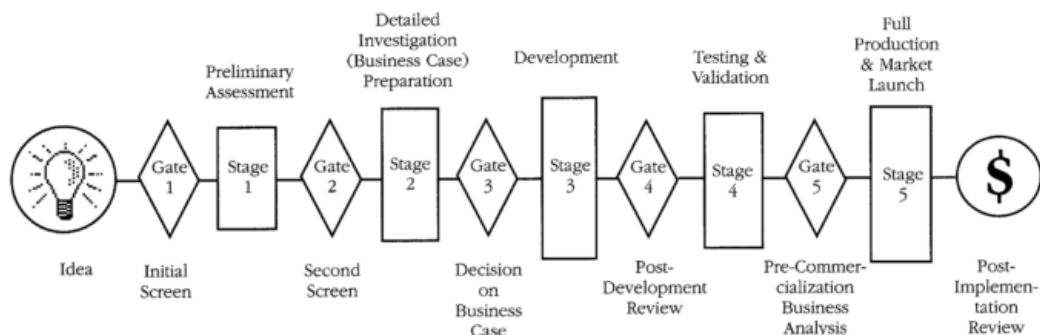 Preliminary
Assessment
Detailed
Investigation
(Business Case)
Preparation
Development
Testing &
Validation
Full
Production
& Market
Launch
Gate
1
Stage
1
Gate
2
Stage
2
Gate
3
Stage
3
Gate
4
Stage
4
Gate
5
Stage
5
$
Idea
Initial
Screen
Second
Screen
Decision
on
Business
Case
Post-
Development
Review
Pre-Commer-
cialization
Business
Analysis
Post-
Implemen-
tation
Review